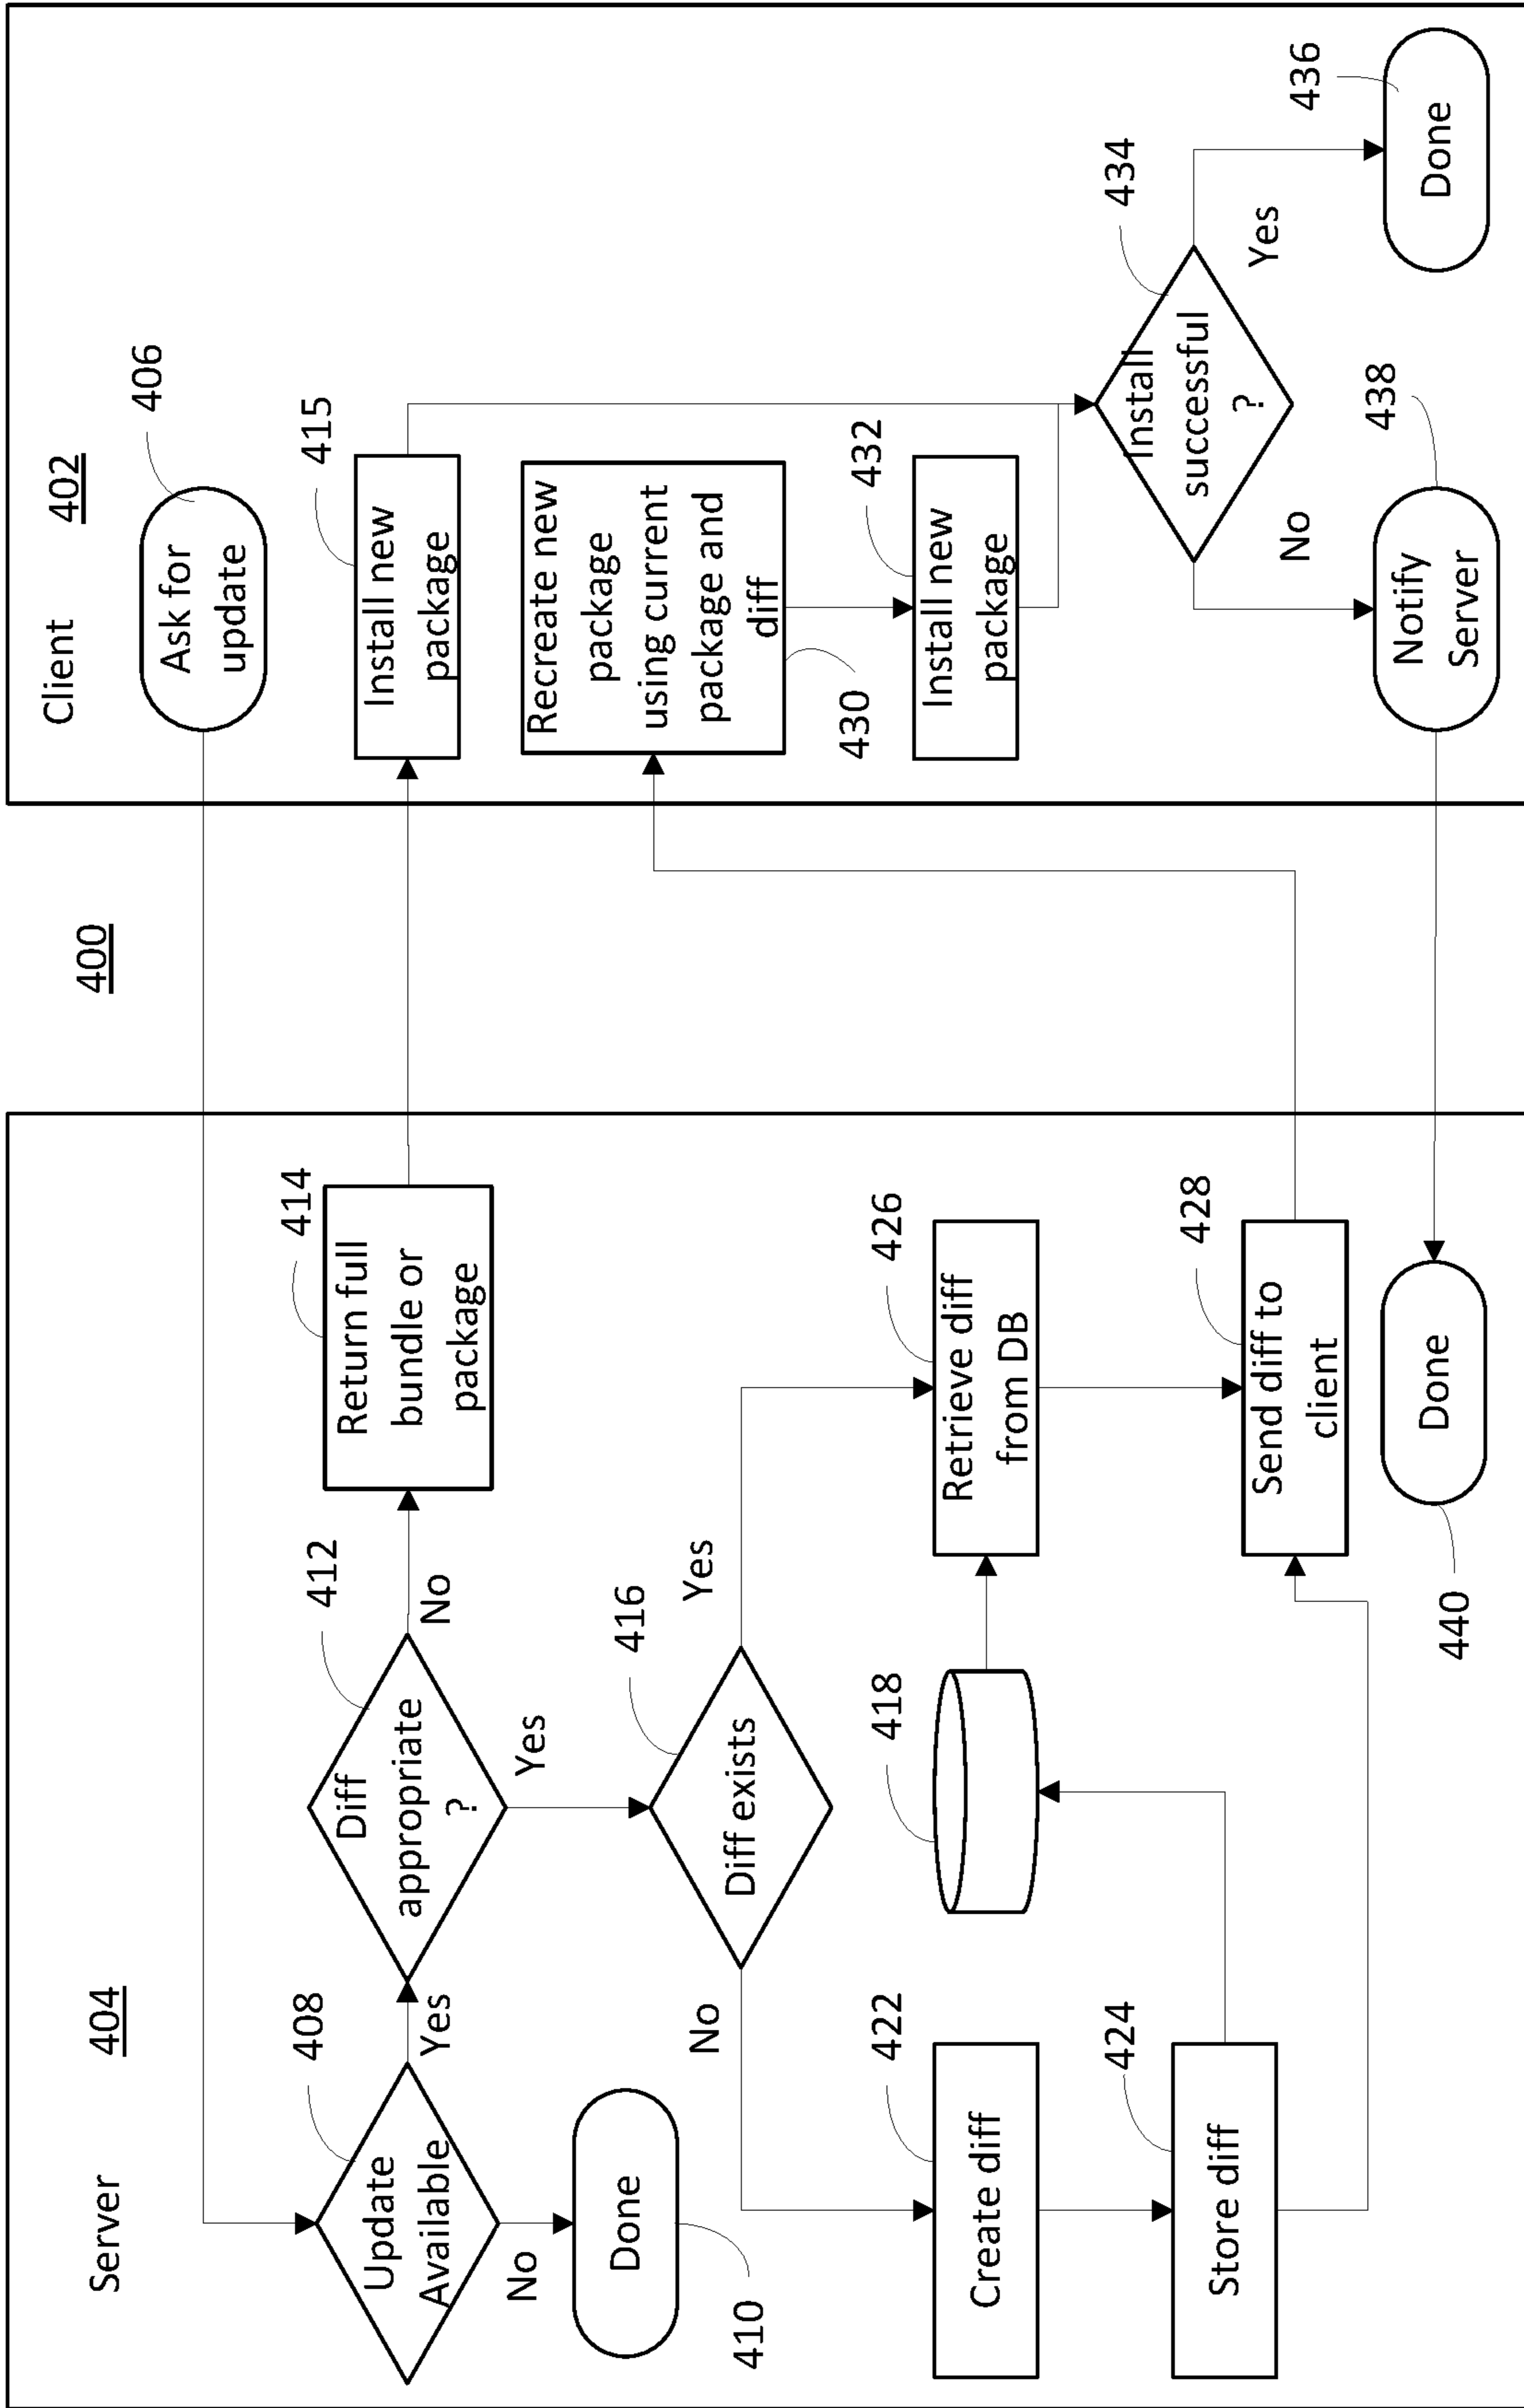 Server
404
400
Client
402
406
Ask for
update
408
Update
Available
Yes
No
Done
410
412
Diff
appropriate
?
No
Yes
414
Return full
bundle or
package
415
Install new
package
416
Diff exists
No
Yes
418
422
Create diff
424
Store diff
426
Retrieve diff
from DB
428
Send diff to
client
Recreate new
package
using current
package and
diff
430
432
Install new
package
434
Install
successful
?
Yes
No
436
Done
438
Notify
Server
Done
440